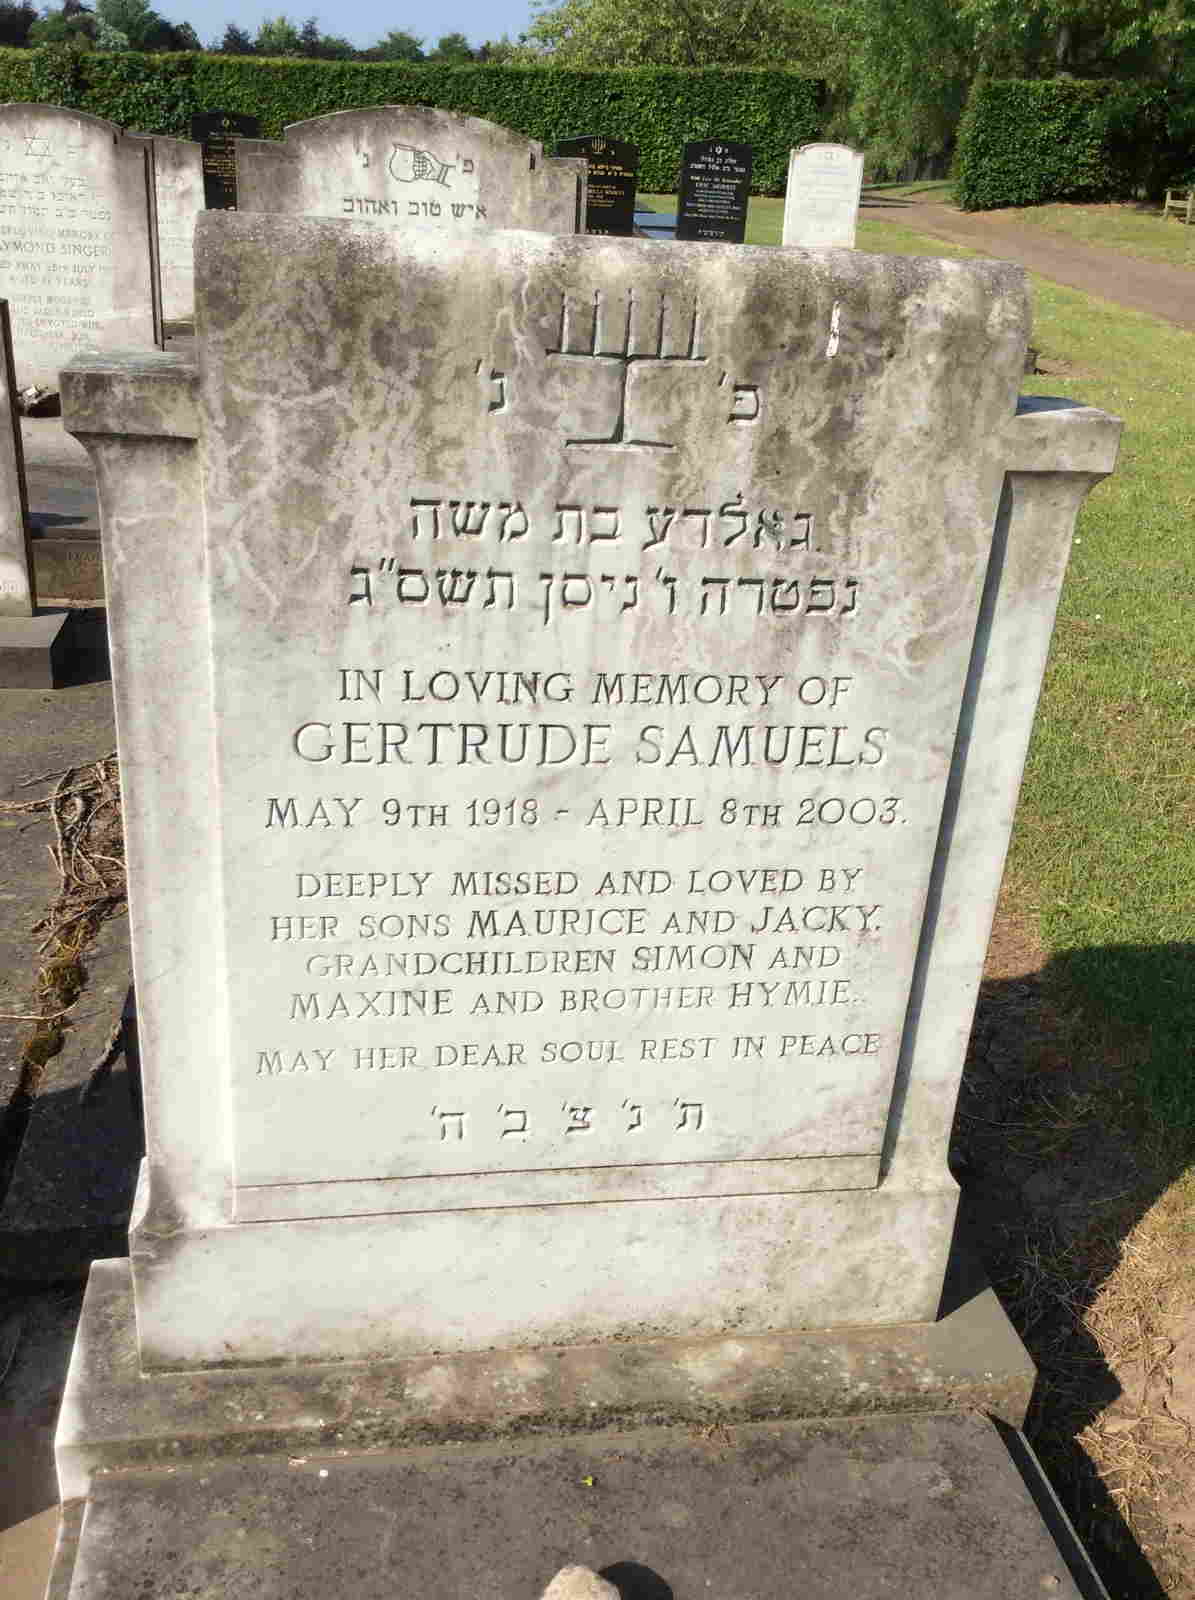 פ' נ'
גאלדע בת משה
נפטרה ו' ניסן תשס"ג
IN LOVING MEMORY OF
GERTRUDE SAMUELS
MAY 9TH 1918 - APRIL 8TH 2003.
DEEPLY MISSED AND LOVED BY
HER SONS MAURICE AND JACKY,
GRANDCHILDREN SIMON AND
MAXINE AND BROTHER HYMIE.
MAY HER DEAR SOUL REST IN PEACE
ת' נ' צ' ב' ה'
פ' נ'
איש טוב ואהוב
RAYMOND SINGER